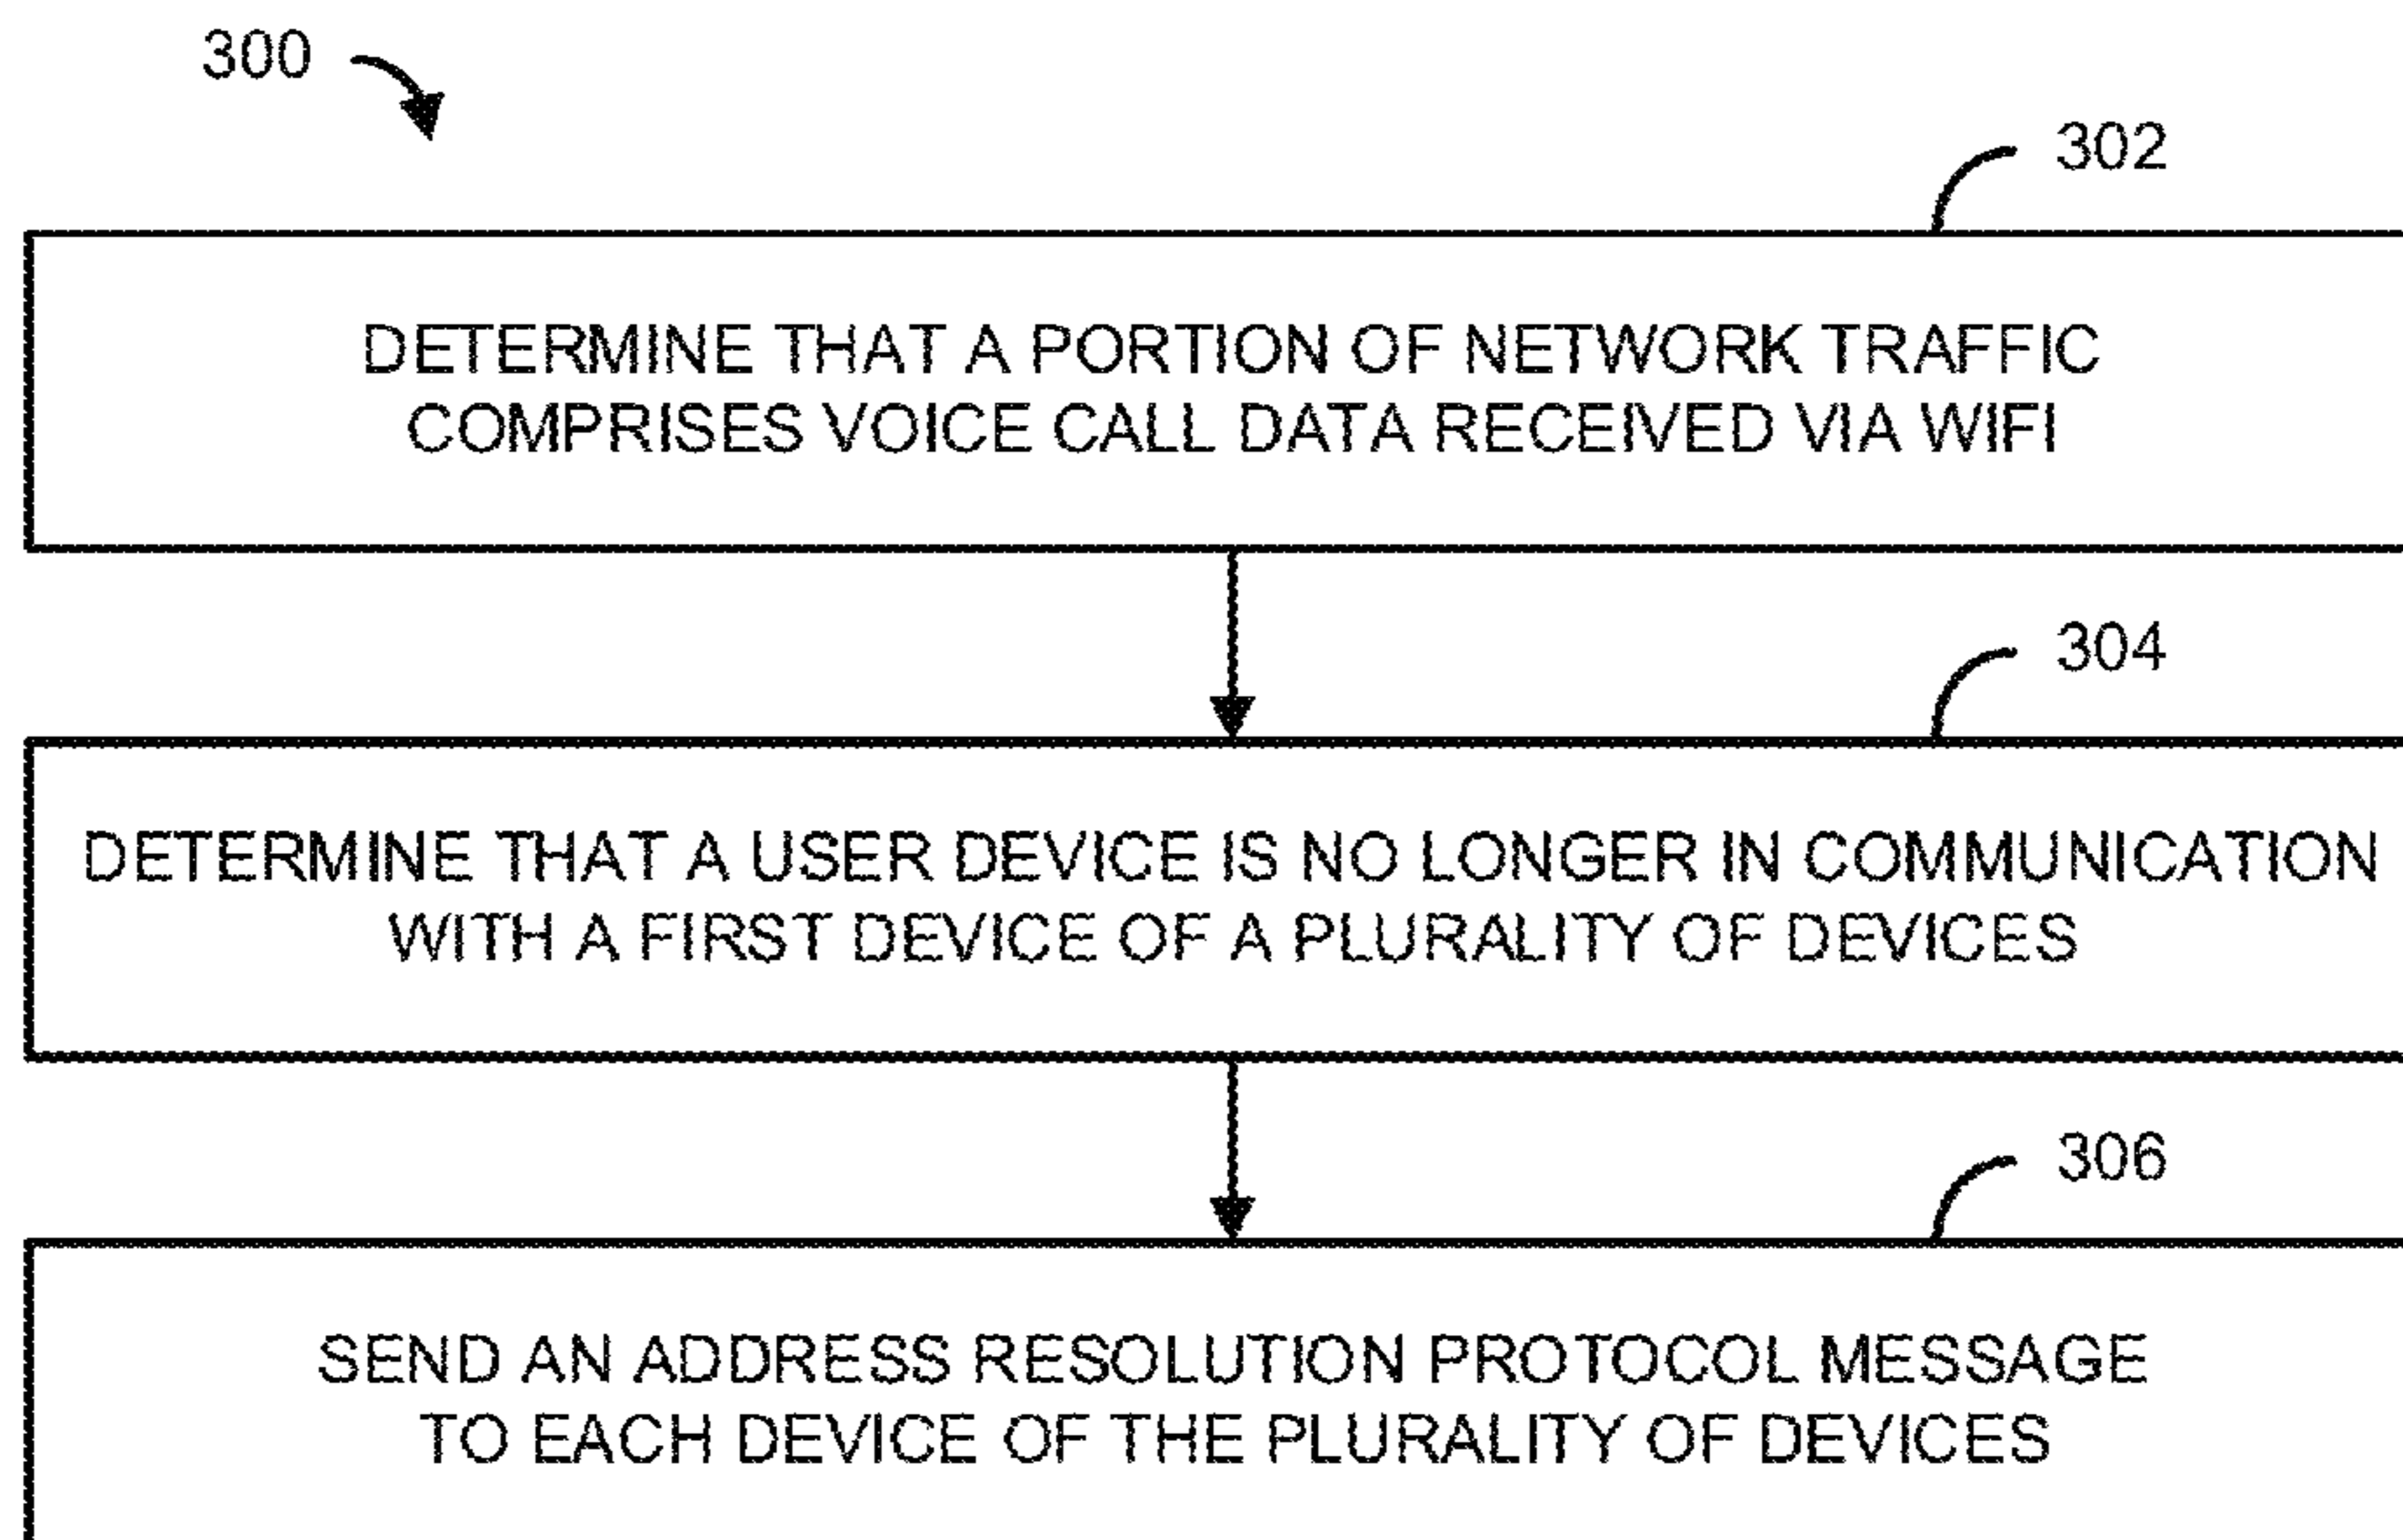 300
302
DETERMINE THAT A PORTION OF NETWORK TRAFFIC
COMPRISES VOICE CALL DATA RECEIVED VIA WIFI
304
DETERMINE THAT A USER DEVICE IS NO LONGER IN COMMUNICATION
WITH A FIRST DEVICE OF A PLURALITY OF DEVICES
306
SEND AN ADDRESS RESOLUTION PROTOCOL MESSAGE
TO EACH DEVICE OF THE PLURALITY OF DEVICES